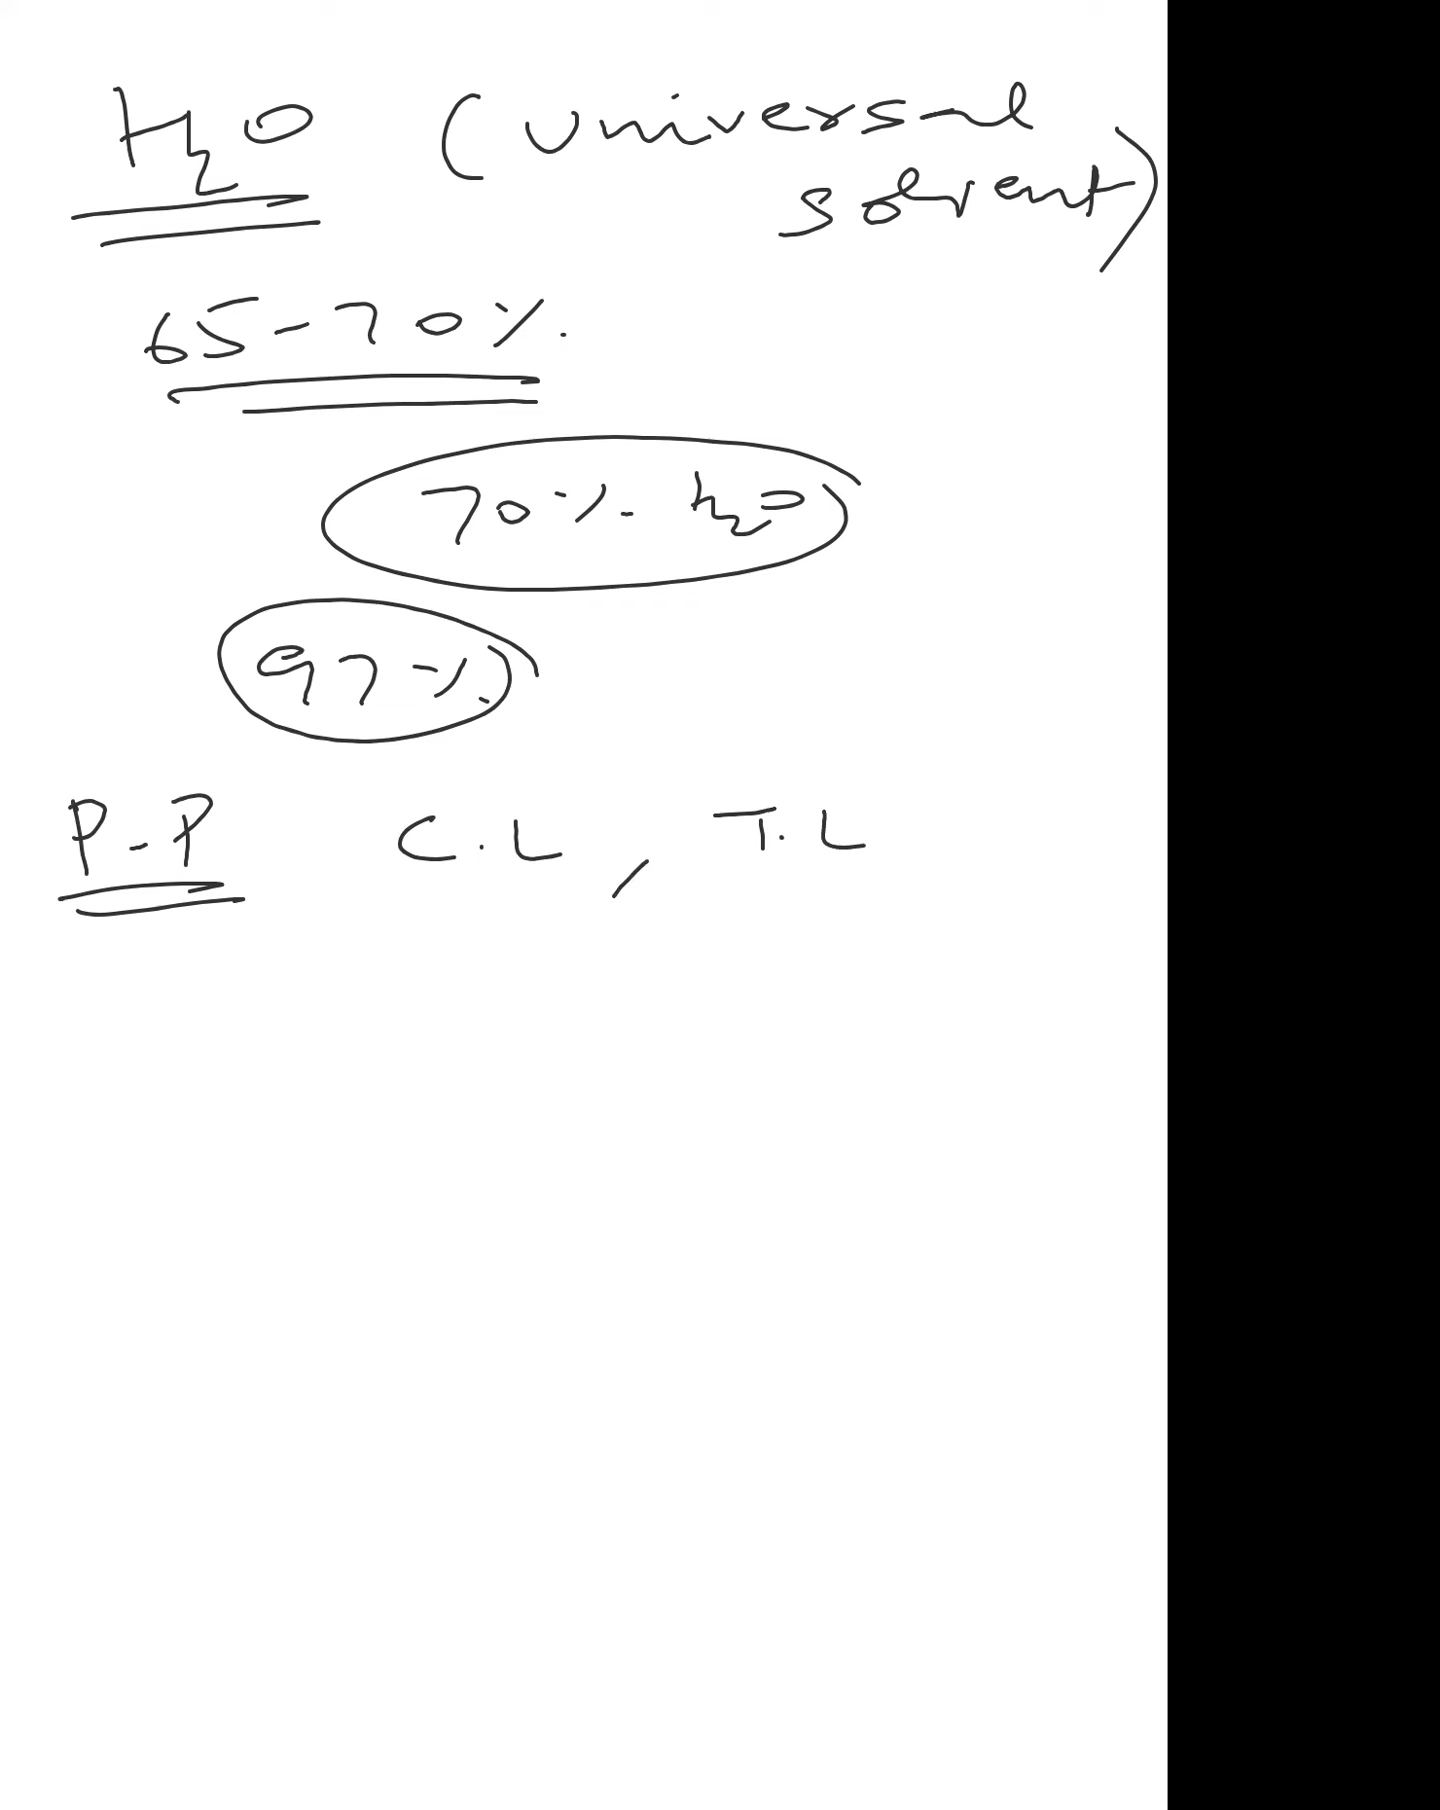 H2O (universal
solvent)
65-70%.
70%. H2O
97%.
P-P C.L, T.L